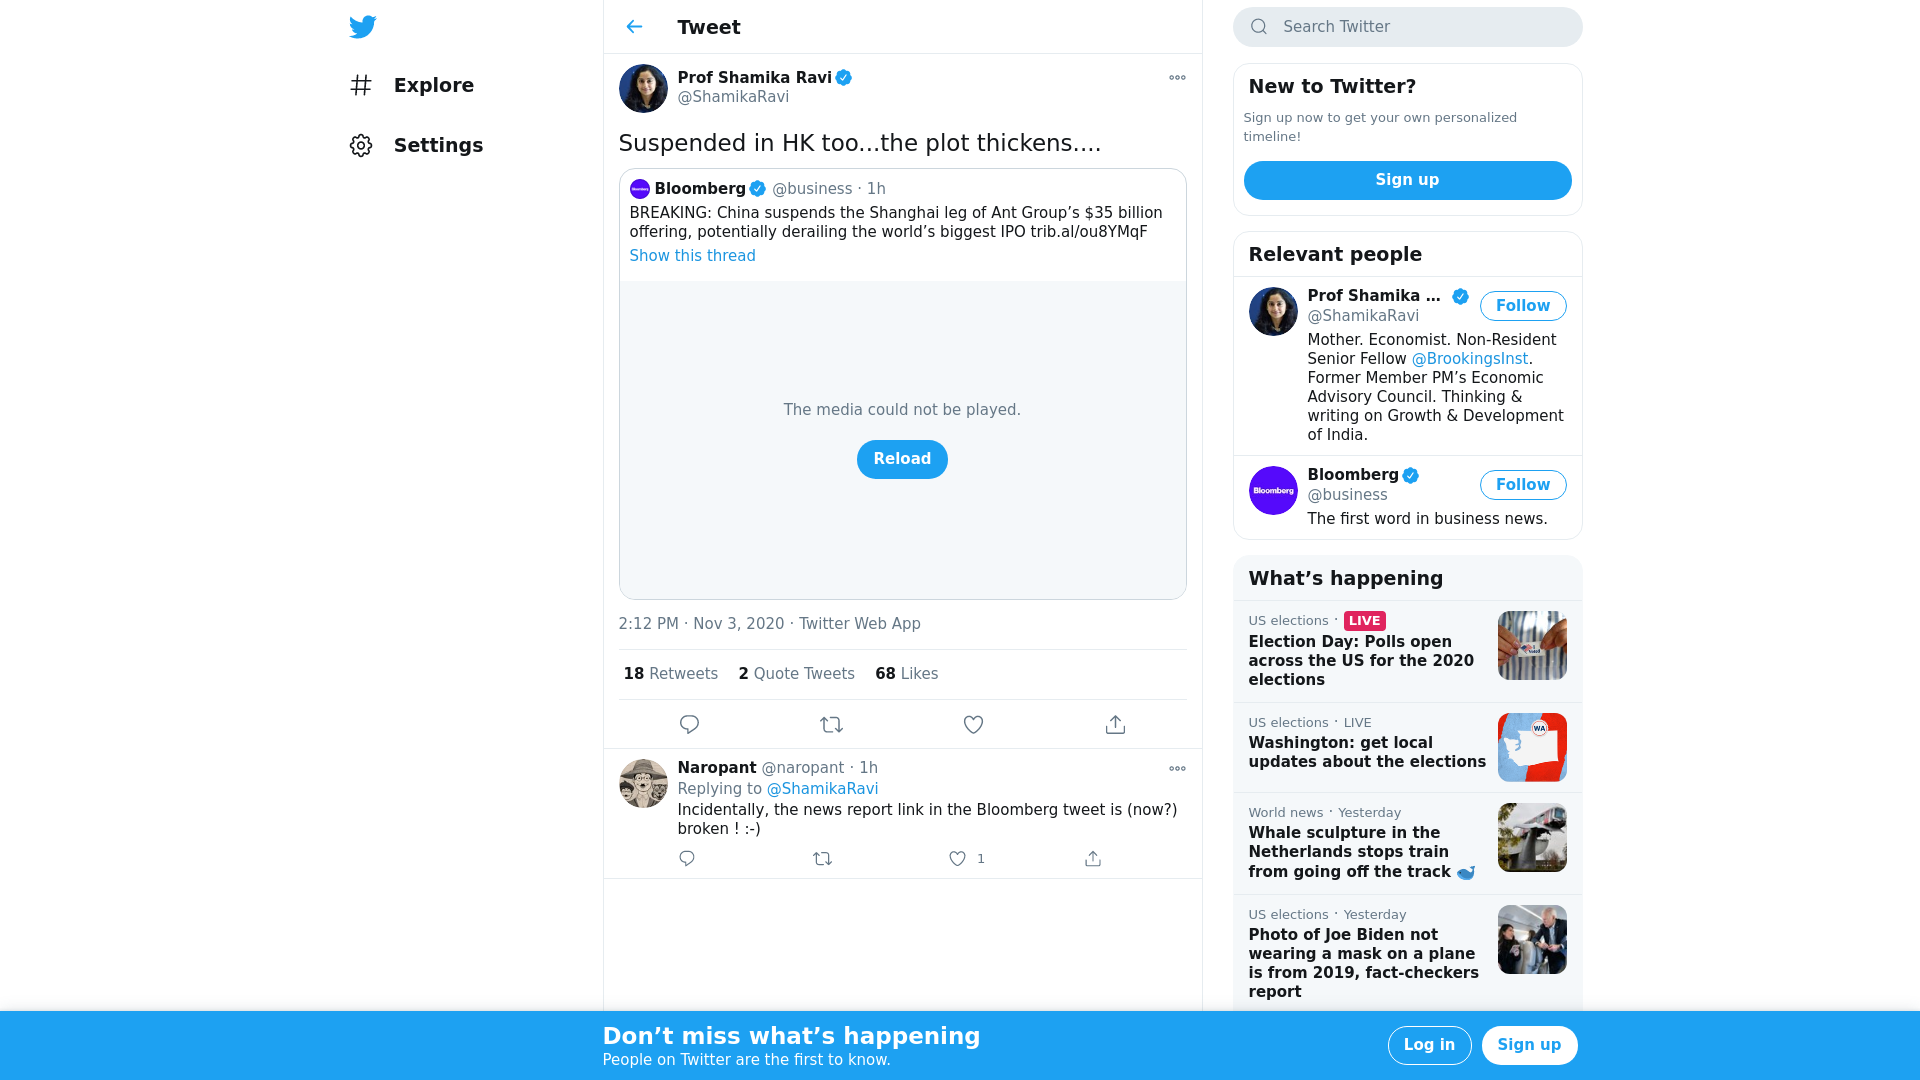 Explore
Settings
Tweet
Prof Shamika Ravi
@ShamikaRavi
Suspended in HK too...the plot thickens....
Bloomberg @business · 1h
BREAKING: China suspends the Shanghai leg of Ant Group’s $35 billion
offering, potentially derailing the world’s biggest IPO trib.al/ou8YMqF
Show this thread
The media could not be played.
Reload
2:12 PM · Nov 3, 2020 · Twitter Web App
18 Retweets 2 Quote Tweets 68 Likes
Naropant @naropant · 1h
Replying to @ShamikaRavi
Incidentally, the news report link in the Bloomberg tweet is (now?)
broken ! :-)
1
Search Twitter
New to Twitter?
Sign up now to get your own personalized
timeline!
Sign up
Relevant people
Prof Shamika ...
Follow
@ShamikaRavi
Mother. Economist. Non-Resident
Senior Fellow @BrookingsInst.
Former Member PM’s Economic
Advisory Council. Thinking &
writing on Growth & Development
of India.
Bloomberg
Bloomberg
Follow
@business
The first word in business news.
What’s happening
US elections · LIVE
Election Day: Polls open
across the US for the 2020
elections
US elections · LIVE
Washington: get local
updates about the elections
WA
World news · Yesterday
Whale sculpture in the
Netherlands stops train
from going off the track 🐳
US elections · Yesterday
Photo of Joe Biden not
wearing a mask on a plane
is from 2019, fact-checkers
report
Don’t miss what’s happening
People on Twitter are the first to know.
Log in
Sign up